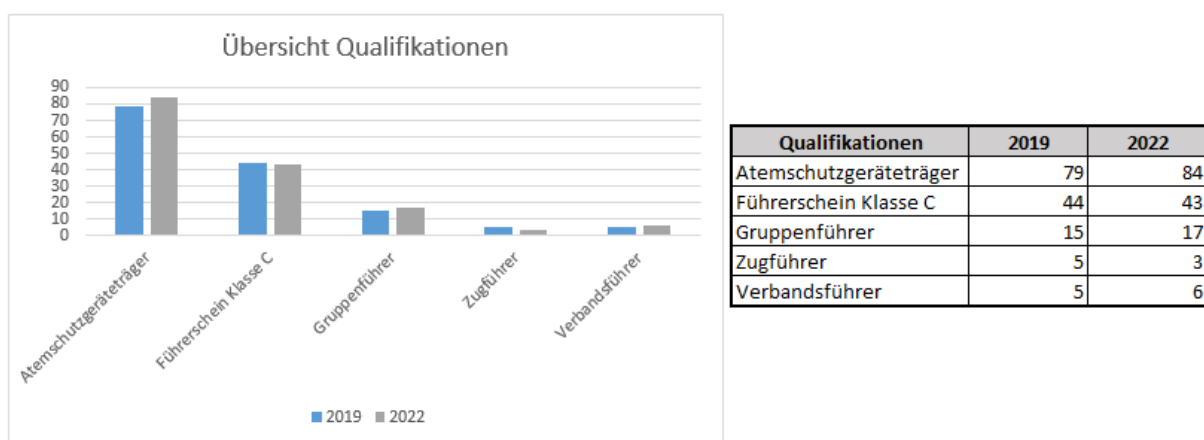 Übersicht Qualifikationen
90
80
70
60
50
40
30
20
10
0
Atemschutzgeräteträger
Führerschein Klasse C
Gruppenführer
Zugführer
Verbandsführer
2019 2022
Qualifikationen 2019 2022
Atemschutzgeräteträger 79 84
Führerschein Klasse C 44 43
Gruppenführer 15 17
Zugführer 5 3
Verbandsführer 5 6